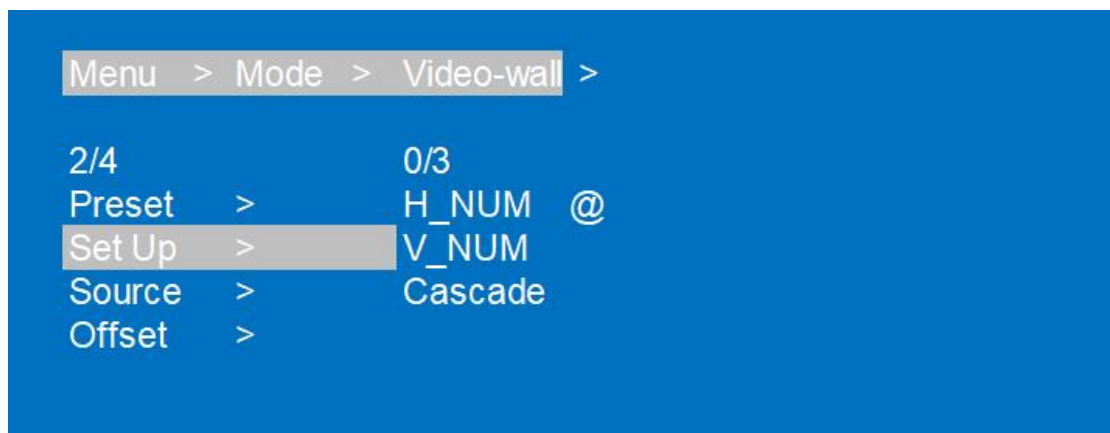 Menu > Mode > Video-wall >
2/4 0/3
Preset > H_NUM @
Set Up > V_NUM
Source > Cascade
Offset >